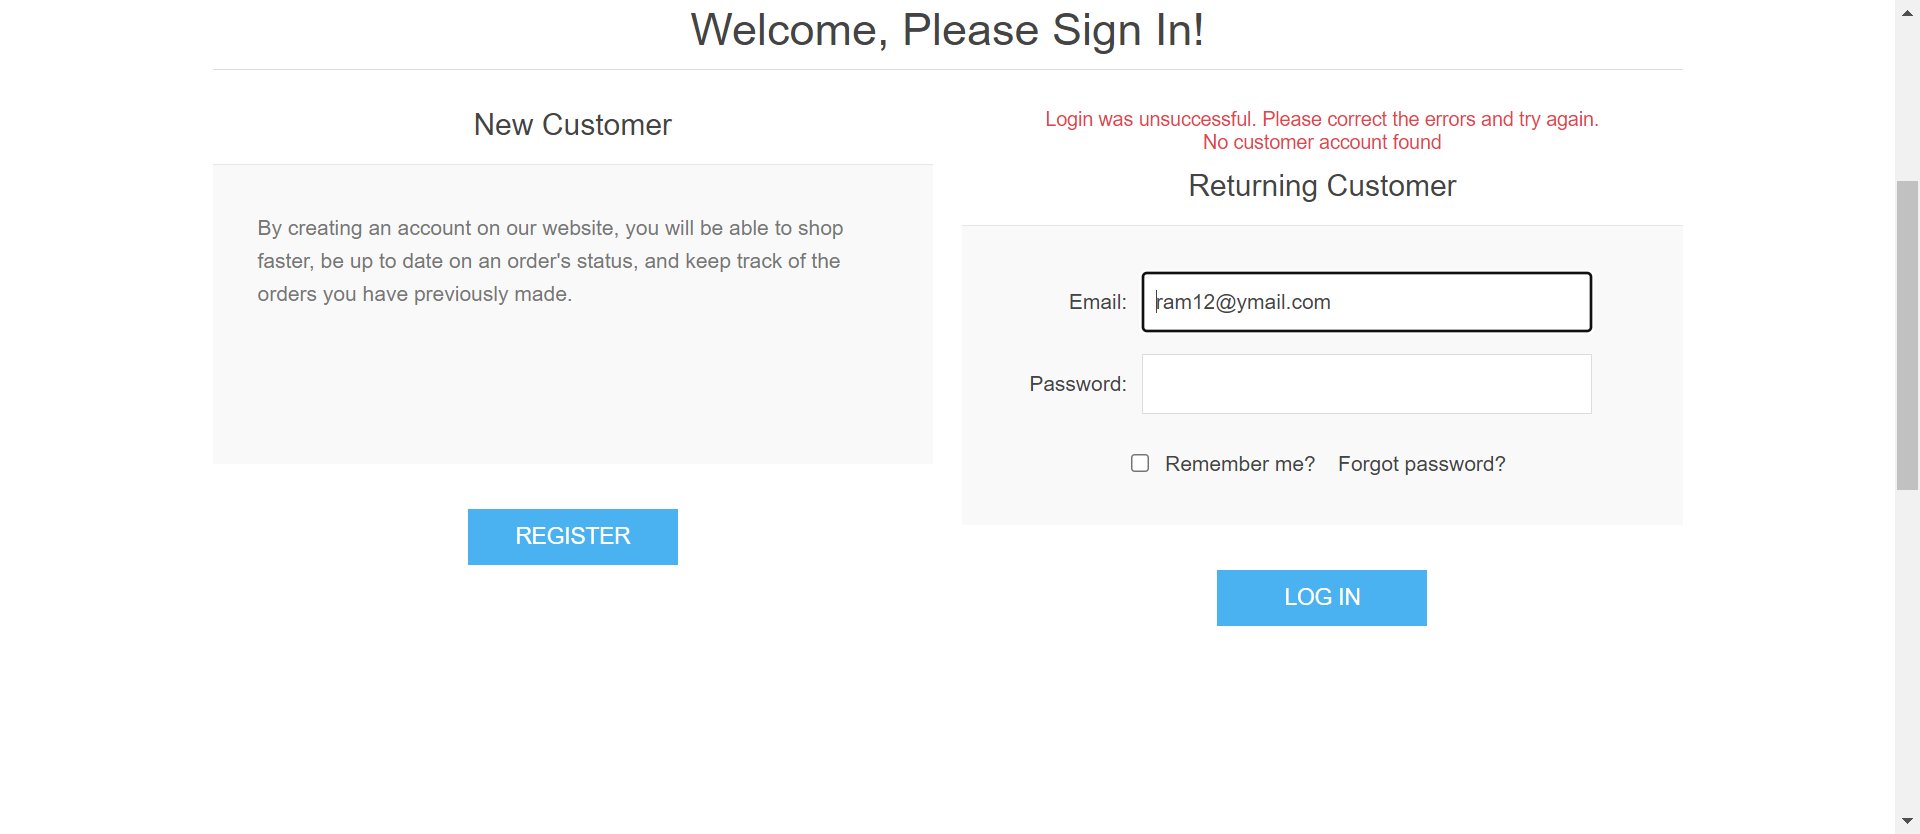 Welcome, Please Sign In!
New Customer
By creating an account on our website, you will be able to shop
faster, be up to date on an order's status, and keep track of the
orders you have previously made.
REGISTER
Login was unsuccessful. Please correct the errors and try again.
No customer account found
Returning Customer
Email: ram12@ymail.com
Password:
Remember me? Forgot password?
LOG IN